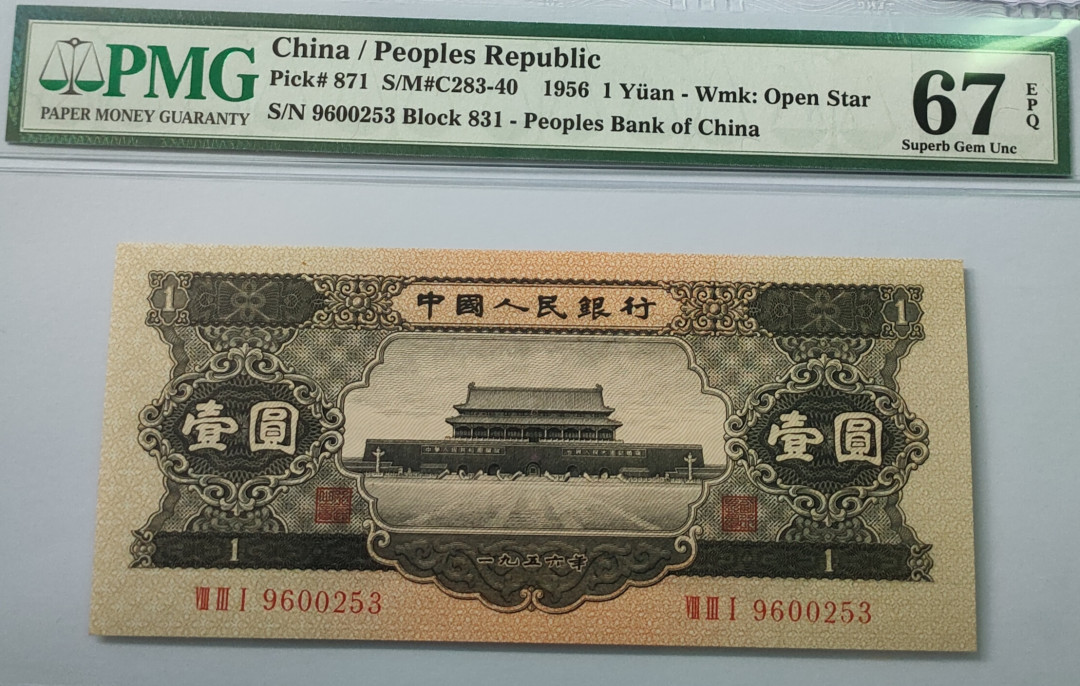 PMG
PAPER MONEY GUARANTY
China / Peoples Republic
Pick# 871 S/M#C283-40 1956 1 Yüan - Wmk: Open Star
S/N 9600253 Block 831 - Peoples Bank of China
67
EPQ
Superb Gem Unc
1
中國人民銀行
1
壹圓
壹圓
1
一九五六年
1
ⅧⅢⅠ 9600253
ⅧⅢⅠ 9600253